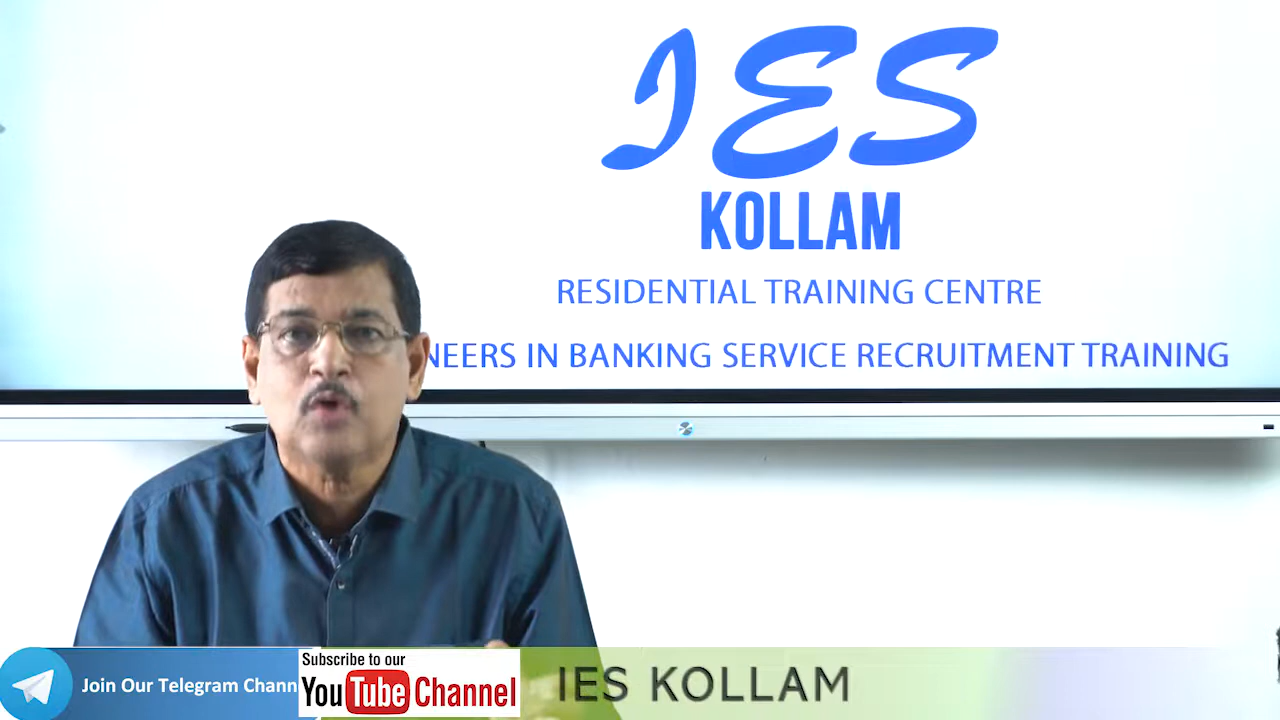 IES
KOLLAM
RESIDENTIAL TRAINING CENTRE
NEERS IN BANKING SERVICE RECRUITMENT TRAINING
Join Our Telegram Chann
Subscribe to our
YouTube Channel
IES KOLLAM